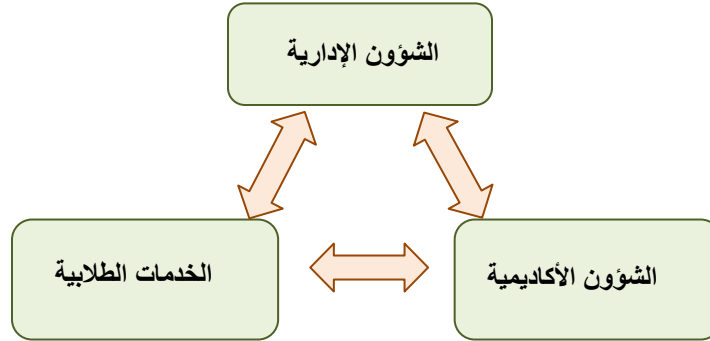 الشؤون الإدارية
الشؤون الأكاديمية
الخدمات الطلابية